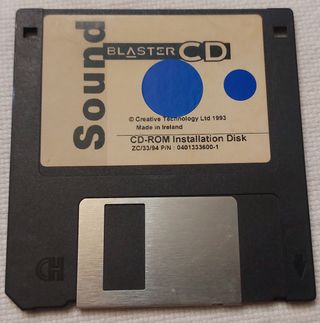 Sound
BLASTER CD
© Creative Technology Ltd 1993
Made in Ireland
CD-ROM Installation Disk
ZC/33/94 P/N : 0401333600-1